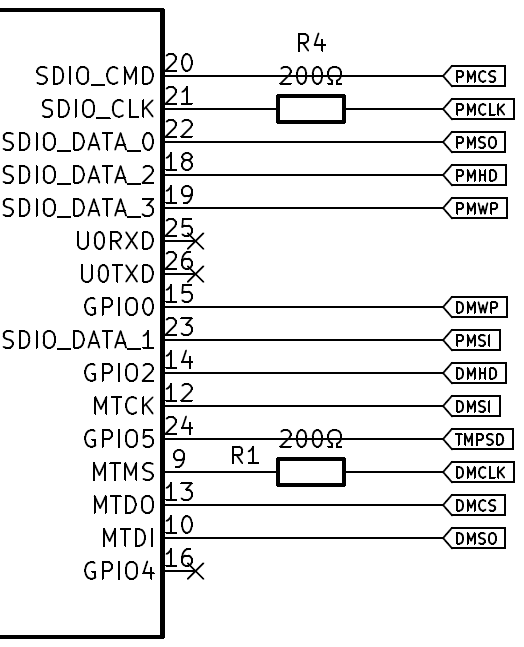 R4
SDIO_CMD 20 200Ω PMCS
SDIO_CLK 21 PMCLK
SDIO_DATA_0 22 PMSO
SDIO_DATA_2 18 PMHD
SDIO_DATA_3 19 PMWP
U0RXD 25
U0TXD 26
GPIO0 15 DMWP
SDIO_DATA_1 23 PMSI
GPIO2 14 DMHD
MTCK 12 DMSI
GPIO5 24 200Ω TMPSD
MTMS 9 R1 DMCLK
MTDO 13 DMCS
MTDI 10 DMSO
GPIO4 16